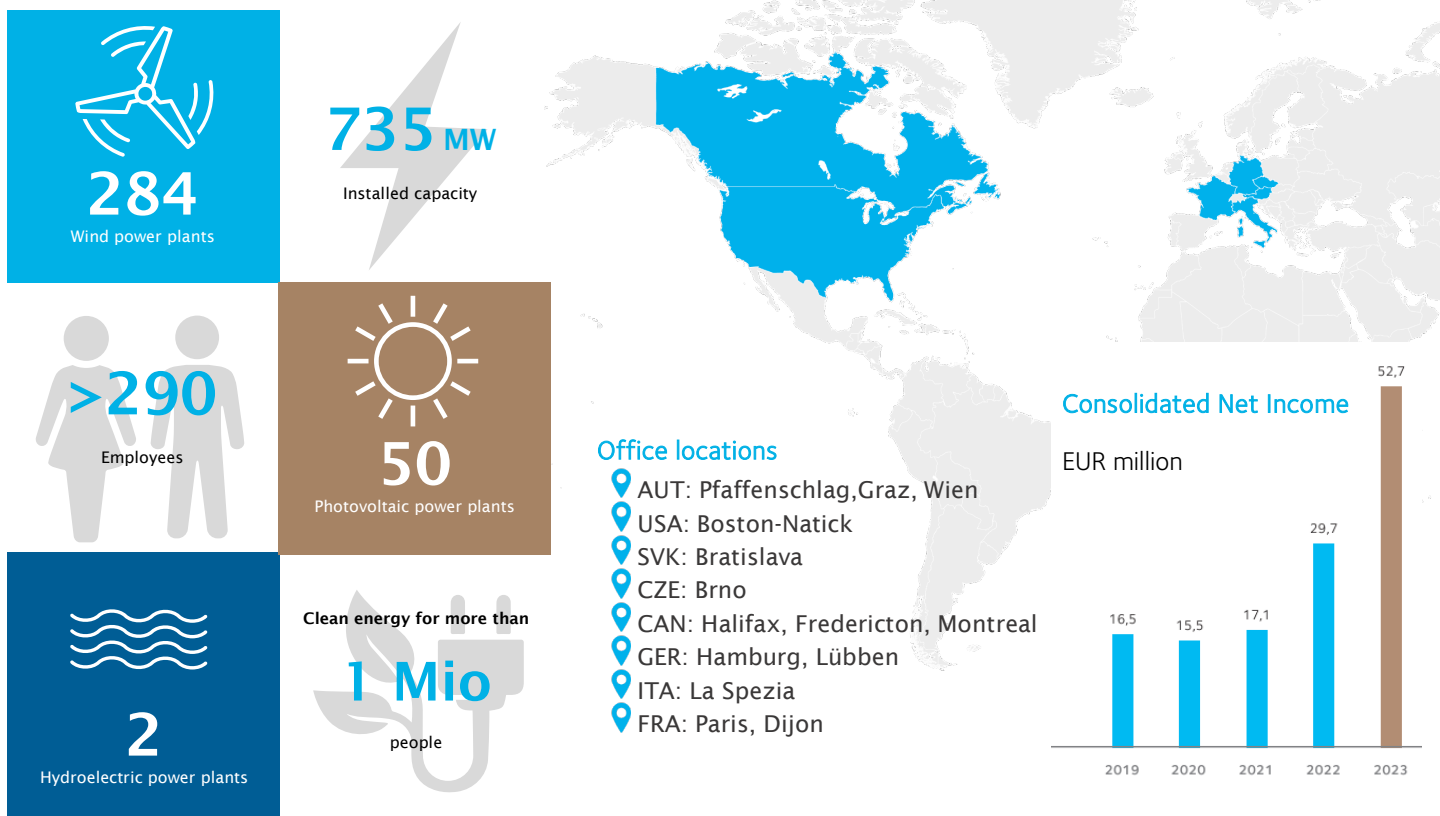 284
Wind power plants
735 MW
Installed capacity
>290
Employees
50
Photovoltaic power plants
2
Hydroelectric power plants
Clean energy for more than
1 Mio
people
Office locations
AUT: Pfaffenschlag,Graz, Wien
USA: Boston-Natick
SVK: Bratislava
CZE: Brno
CAN: Halifax, Fredericton, Montreal
GER: Hamburg, Lübben
ITA: La Spezia
FRA: Paris, Dijon
Consolidated Net Income
EUR million
16,5
15,5
17,1
29,7
52,7
2019
2020
2021
2022
2023